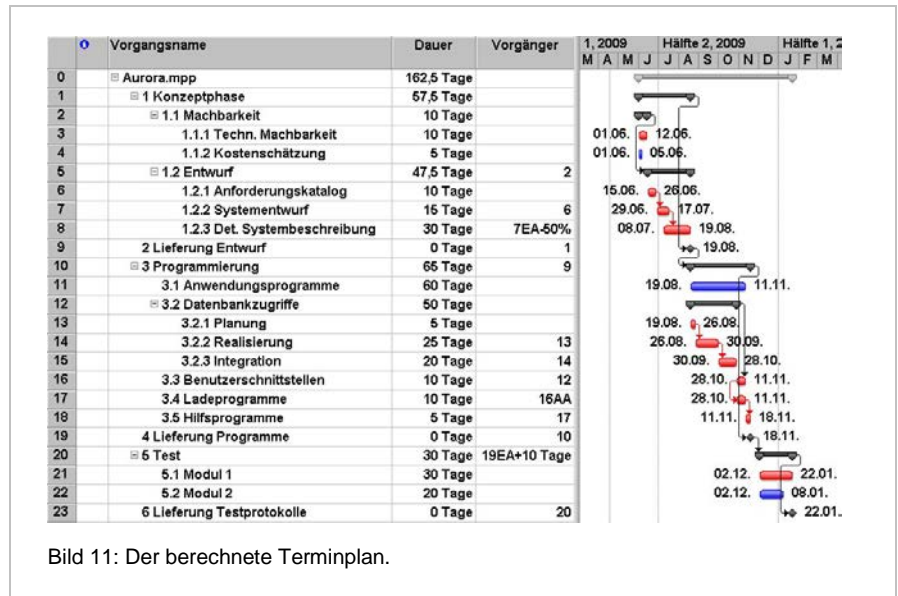 Vorgangsname Dauer Vorgänger 1, 2009 Hälfte 2, 2009 Hälfte 1, 2
M A M J J A S O N D J F M
0 Aurora.mpp 162,5 Tage
1 1 Konzeptphase 57,5 Tage
2 1.1 Machbarkeit 10 Tage
3 1.1.1 Techn. Machbarkeit 10 Tage 01.06. 12.06.
4 1.1.2 Kostenschätzung 5 Tage 01.06. 05.06.
5 1.2 Entwurf 47,5 Tage 2
6 1.2.1 Anforderungskatalog 10 Tage 15.06. 26.06.
7 1.2.2 Systementwurf 15 Tage 6 29.06. 17.07.
8 1.2.3 Det. Systembeschreibung 30 Tage 7EA-50% 08.07. 19.08.
9 2 Lieferung Entwurf 0 Tage 1 19.08.
10 3 Programmierung 65 Tage 9
11 3.1 Anwendungsprogramme 60 Tage 19.08. 11.11.
12 3.2 Datenbankzugriffe 50 Tage
13 3.2.1 Planung 5 Tage 19.08. 26.08.
14 3.2.2 Realisierung 25 Tage 13 26.08. 30.09.
15 3.2.3 Integration 20 Tage 14 30.09. 28.10.
16 3.3 Benutzerschnittstellen 10 Tage 12 28.10. 11.11.
17 3.4 Ladeprogramme 10 Tage 16AA 28.10. 11.11.
18 3.5 Hilfsprogramme 5 Tage 17 11.11. 18.11.
19 4 Lieferung Programme 0 Tage 10 18.11.
20 5 Test 30 Tage 19EA+10 Tage
21 5.1 Modul 1 30 Tage 02.12. 22.01.
22 5.2 Modul 2 20 Tage 02.12. 08.01.
23 6 Lieferung Testprotokolle 0 Tage 20 22.01.
Bild 11: Der berechnete Terminplan.